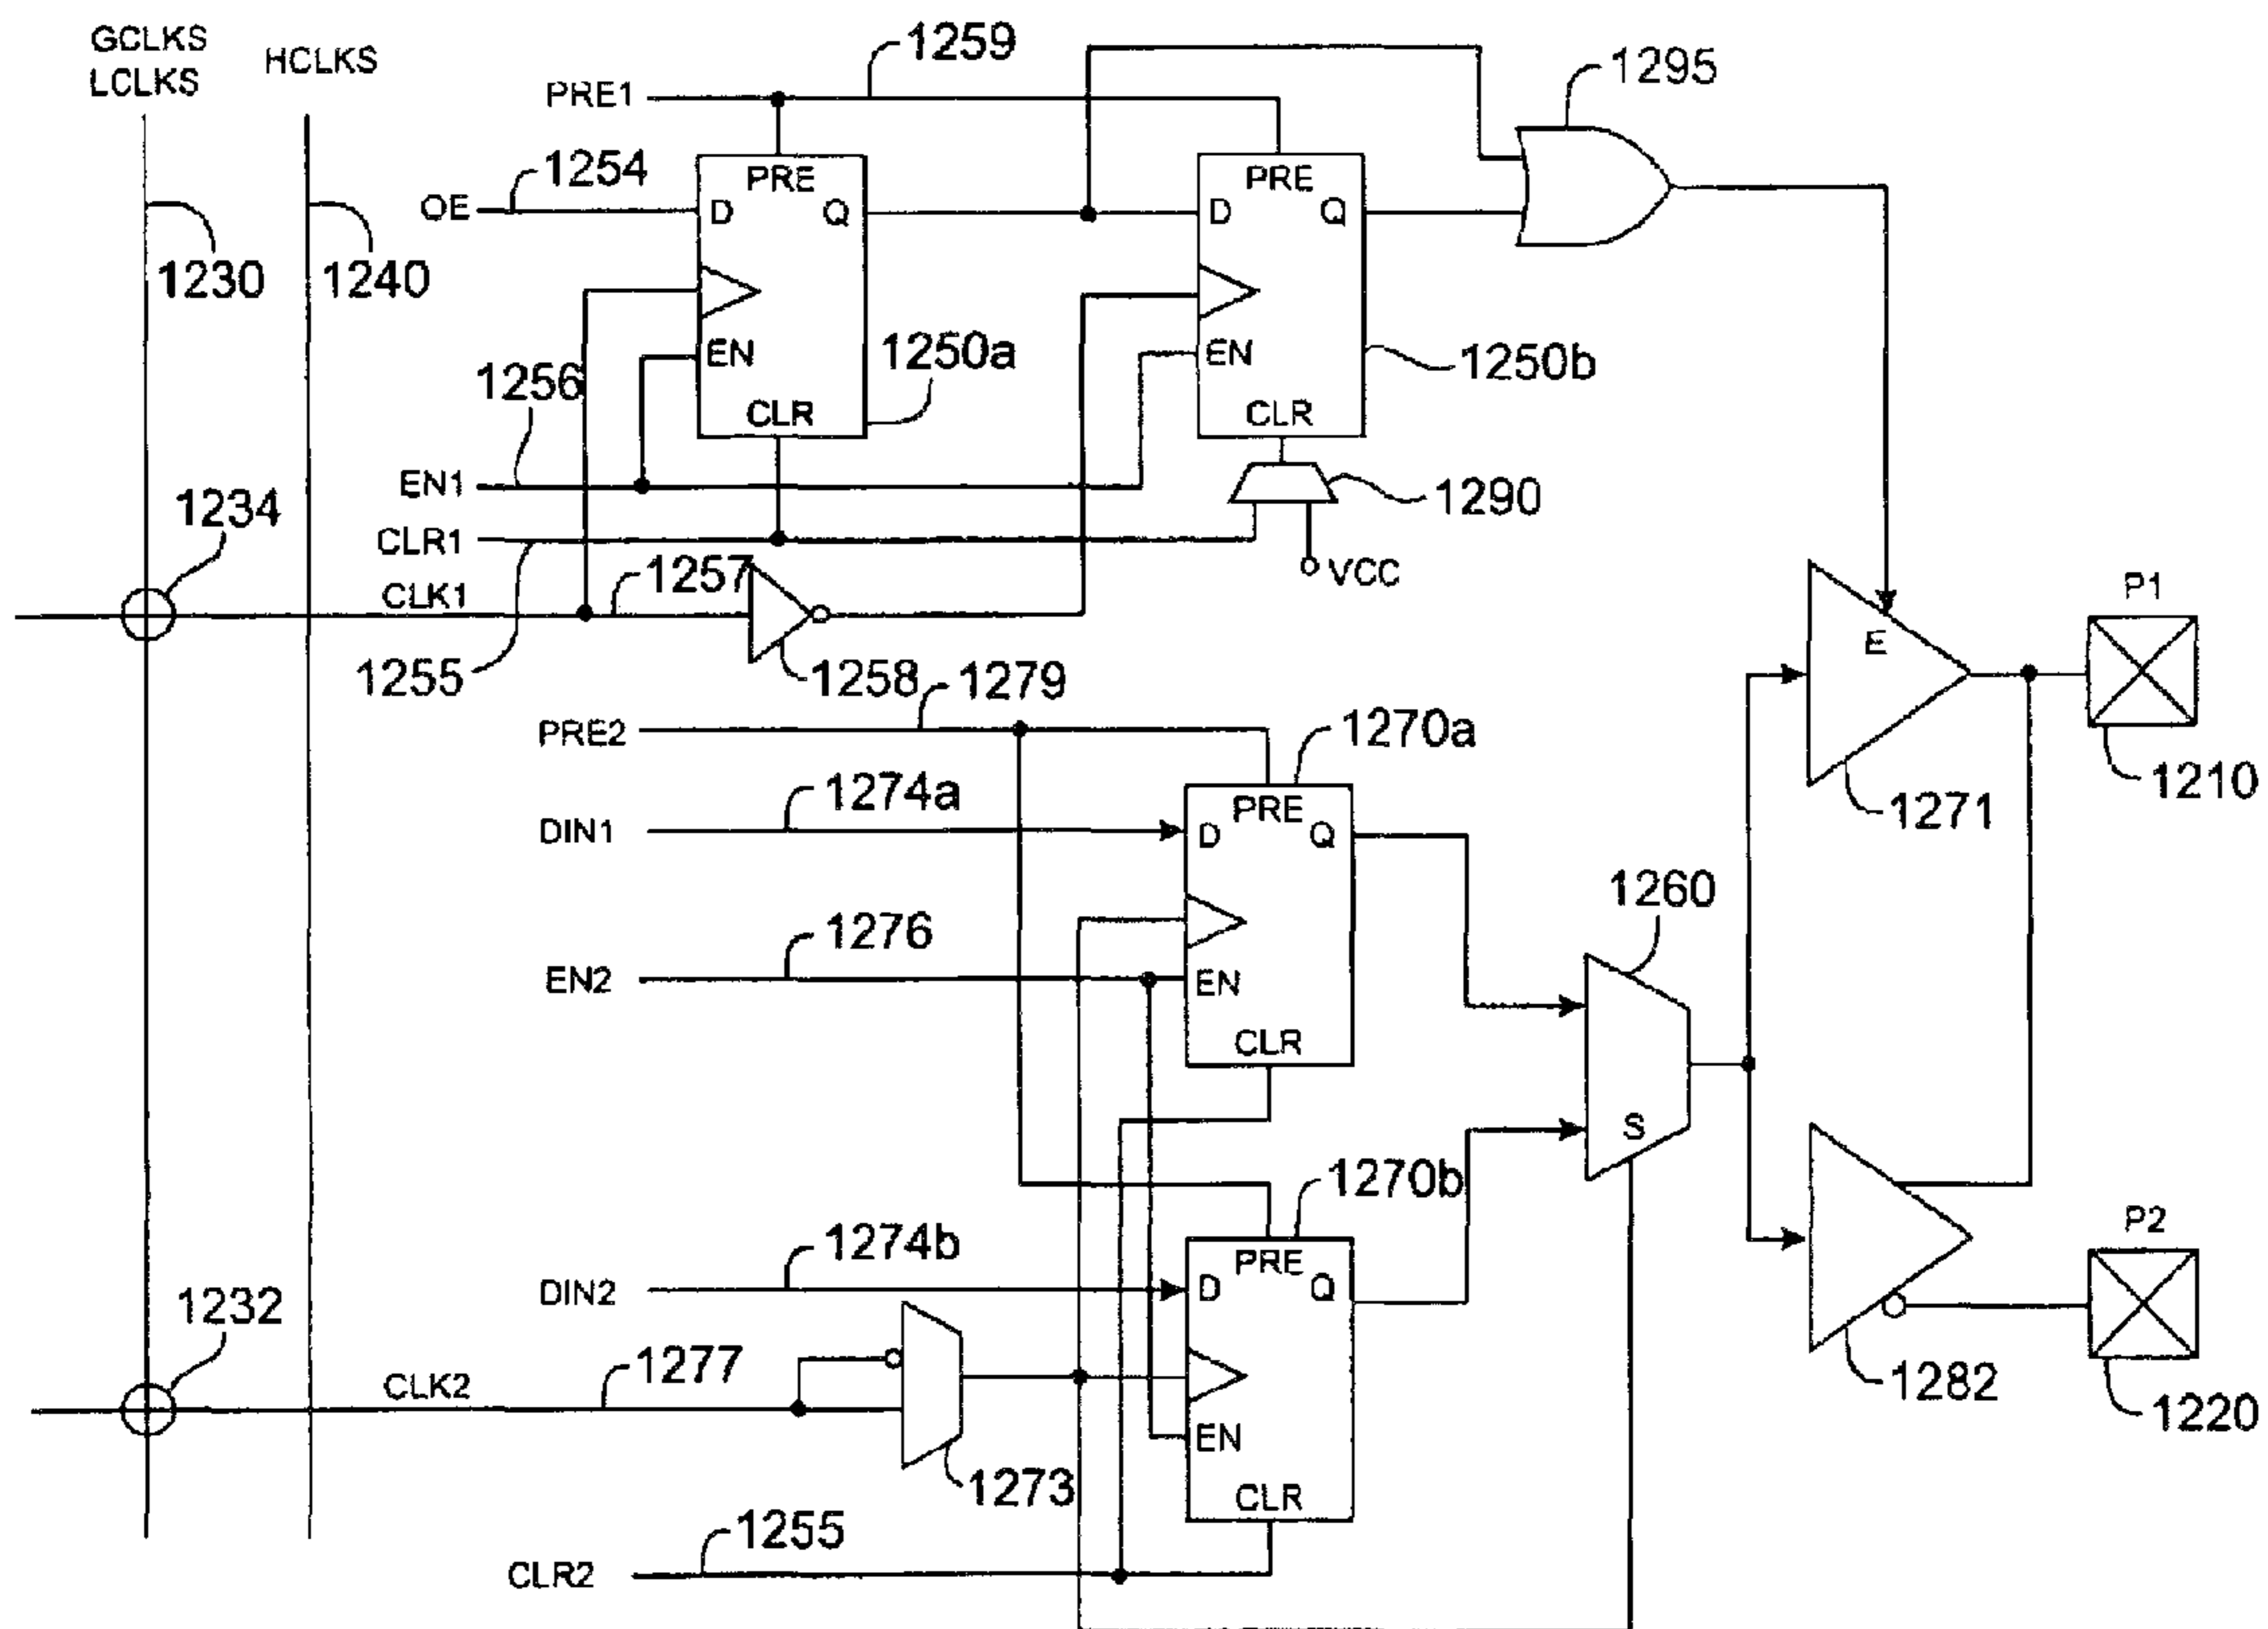 GCLKS
LCLKS
HCLKS
1259
1295
PRE1
1254
OE
PRE
D
Q
EN
CLR
PRE
D
Q
EN
CLR
1230
1240
1250a
1250b
1256
EN1
1290
1234
CLR1
VCC
1257
CLK1
1255
1258
P1
E
1210
1271
1279
PRE2
1270a
1274a
DIN1
PRE
D
Q
EN
CLR
1260
S
1276
EN2
1270b
1274b
DIN2
PRE
D
Q
EN
CLR
P2
1282
1220
1232
1277
CLK2
1273
1255
CLR2